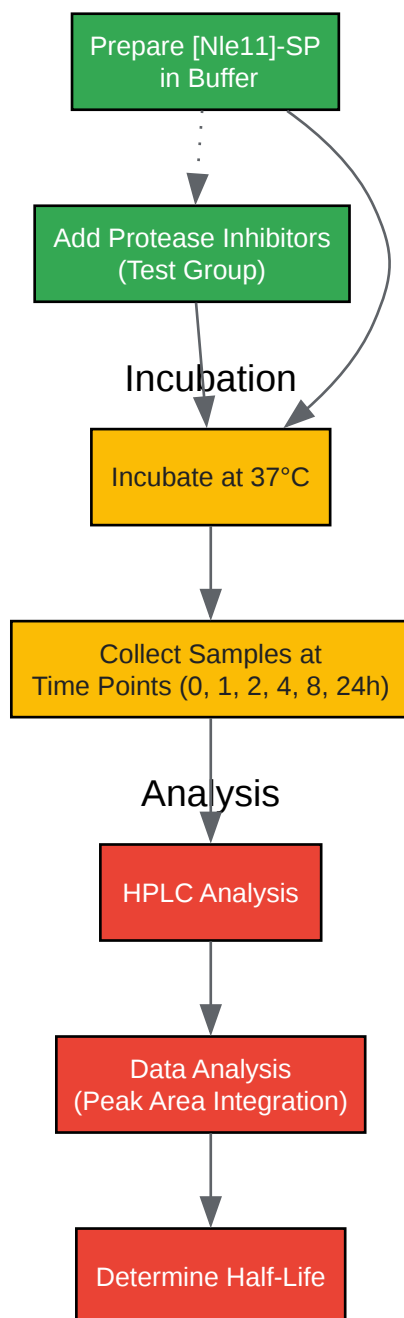 Prepare [Nle11]-SP
in Buffer
Add Protease Inhibitors
(Test Group)
Incubation
Incubate at 37°C
Collect Samples at
Time Points (0, 1, 2, 4, 8, 24h)
Analysis
HPLC Analysis
Data Analysis
(Peak Area Integration)
Determine Half-Life